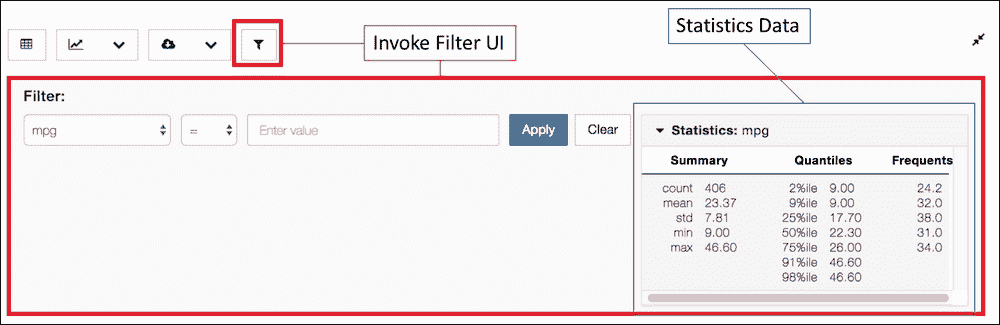 Invoke Filter UI
Statistics Data
Filter:
mpg
=
Enter value
Apply
Clear
Statistics: mpg
Summary Quantiles Frequents
count 406 2%ile 9.00 24.2
mean 23.37 9%ile 9.00 32.0
std 7.81 25%ile 17.70 38.0
min 9.00 50%ile 22.30 31.0
max 46.60 75%ile 26.00 34.0
91%ile 46.60
98%ile 46.60